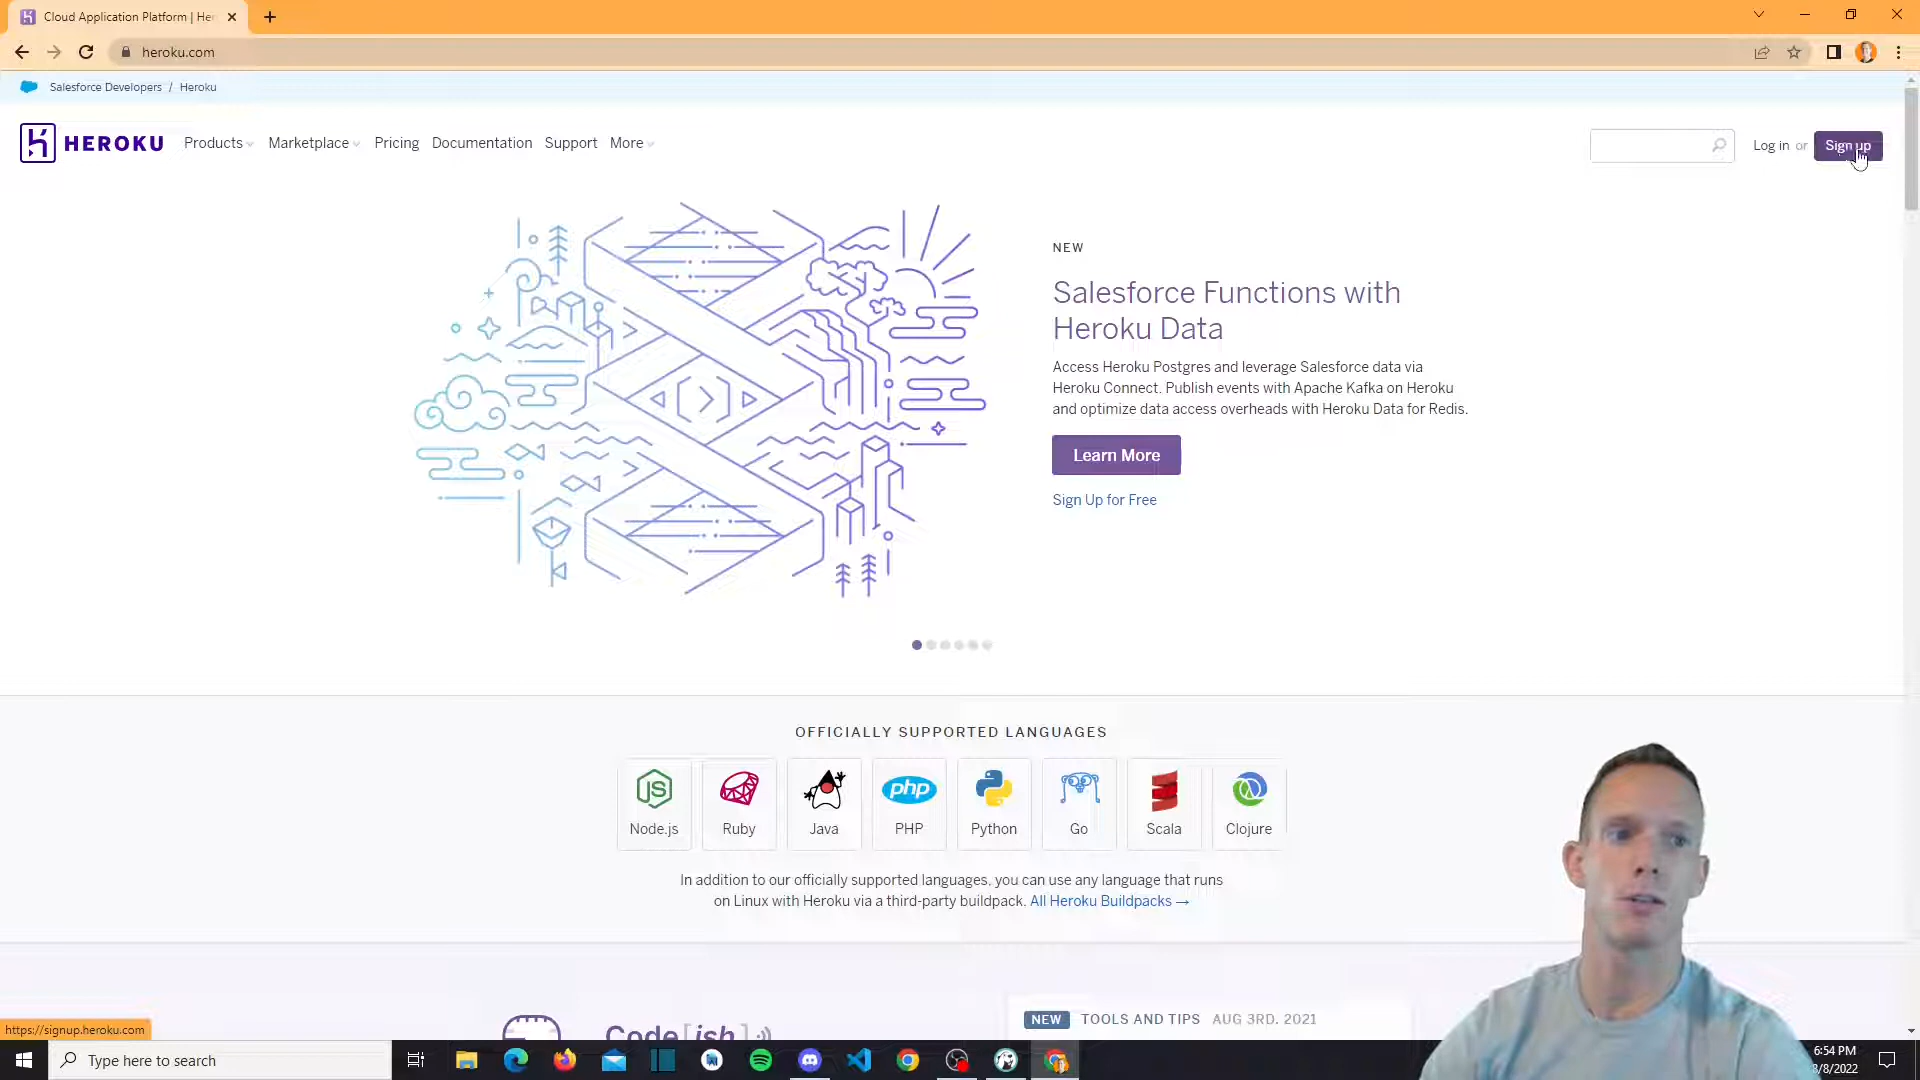 Cloud Application Platform | Her
heroku.com
Salesforce Developers / Heroku
HEROKU
Products
Marketplace
Pricing
Documentation
Support
More
Log in or
Sign up
NEW
Salesforce Functions with
Heroku Data
Access Heroku Postgres and leverage Salesforce data via
Heroku Connect. Publish events with Apache Kafka on Heroku
and optimize data access overheads with Heroku Data for Redis.
Learn More
Sign Up for Free
OFFICIALLY SUPPORTED LANGUAGES
JS
php
Node.js
Ruby
Java
PHP
Python
Go
Scala
Clojure
In addition to our officially supported languages, you can use any language that runs
on Linux with Heroku via a third-party buildpack. All Heroku Buildpacks →
Code[ish]
NEW TOOLS AND TIPS AUG 3RD. 2021
https://signup.heroku.com
Type here to search
6:54 PM
8/8/2022